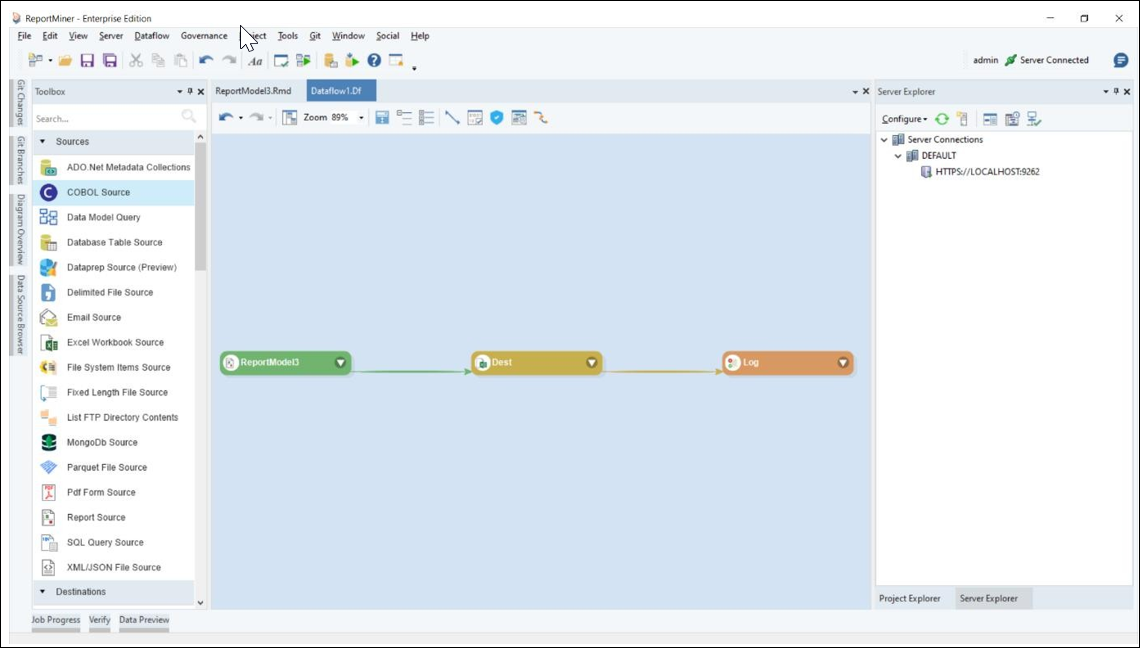 ReportMiner - Enterprise Edition
File Edit View Server Dataflow Governance ject Tools Git Window Social Help
Aa
admin Server Connected
Git Changes
Git Branches
Diagram Overview
Data Source Browser
Toolbox
Search...
Sources
ADO.Net Metadata Collections
COBOL Source
Data Model Query
Database Table Source
Dataprep Source (Preview)
Delimited File Source
Email Source
Excel Workbook Source
File System Items Source
Fixed Length File Source
List FTP Directory Contents
MongoDb Source
Parquet File Source
Pdf Form Source
Report Source
SQL Query Source
XML/JSON File Source
Destinations
ReportModel3.Rmd Dataflow1.Df
Zoom 89%
ReportModel3
Dest
Log
Server Explorer
Configure
Server Connections
DEFAULT
HTTPS://LOCALHOST:9262
Project Explorer Server Explorer
Job Progress Verify Data Preview